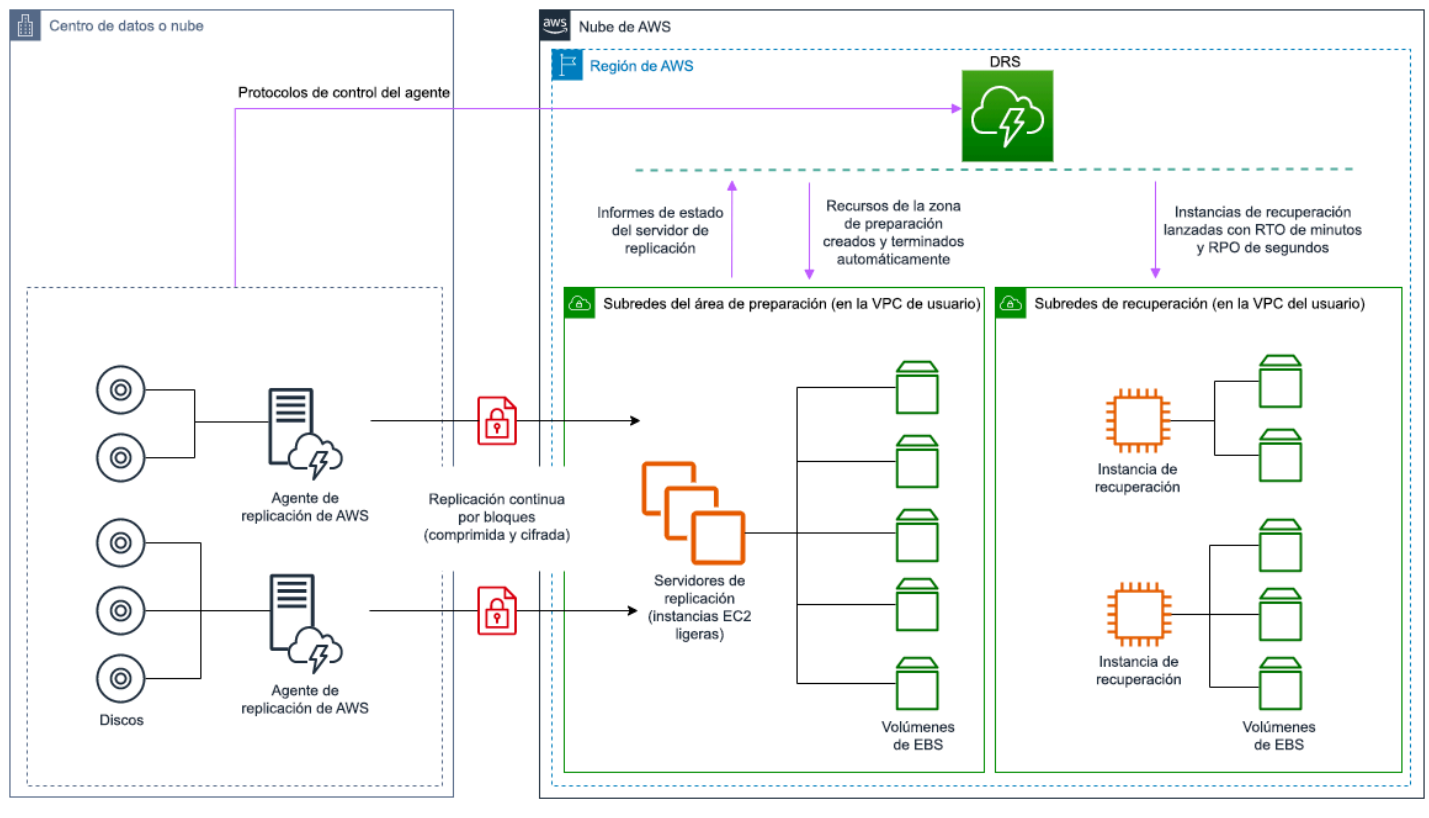 Centro de datos o nube
aws
Nube de AWS
Región de AWS
DRS
Protocolos de control del agente
Informes de estado
del servidor de
replicación
Recursos de la zona
de preparación
creados y terminados
automáticamente
Instancias de recuperación
lanzadas con RTO de minutos
y RPO de segundos
Subredes del área de preparación (en la VPC de usuario)
Subredes de recuperación (en la VPC del usuario)
Agente de
replicación de AWS
Replicación continua
por bloques
(comprimida y cifrada)
Instancia de
recuperación
Servidores de
replicación
(instancias EC2
ligeras)
Agente de
replicación de AWS
Instancia de
recuperación
Discos
Volúmenes
de EBS
Volúmenes
de EBS